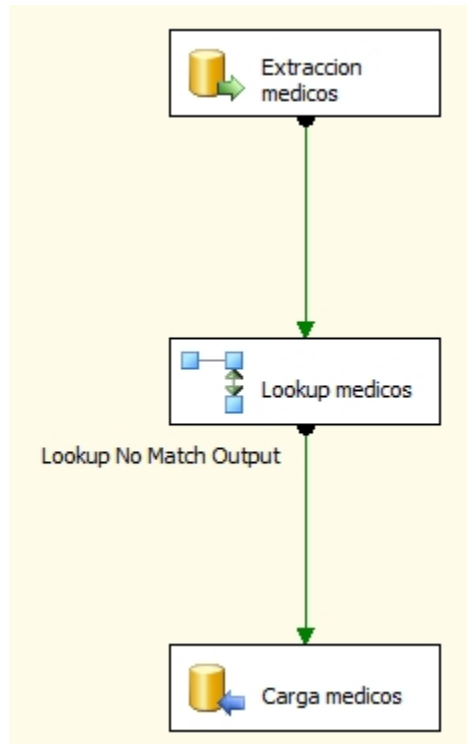 Extraccion
medicos
Lookup medicos
Lookup No Match Output
Carga medicos